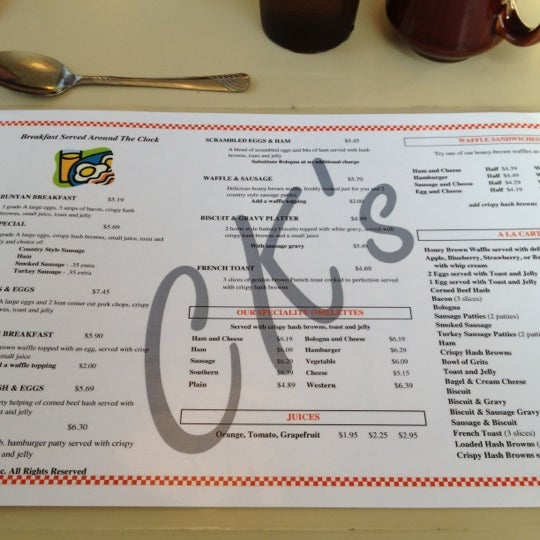 Breakfast Served Around The Clock
BUNYAN BREAKFAST $5.19
grade A large eggs, 3 strips of bacon, crispy hash
browns, small juice, toast and jelly
SPECIAL $5.69
grade A large eggs, crispy hash browns, small juice, toast and
jelly and choice of:
Country Style Sausage
Ham
Smoked Sausage - .35 extra
Turkey Sausage - .35 extra
& EGGS $7.45
large eggs and 2 lean center cut pork chops, crispy
toast and jelly
BREAKFAST $5.90
waffle topped with an egg, served with crisp
small juice
a waffle topping $2.00
& EGGS $5.69
helping of corned beef hash served with
toast and jelly
$6.30
hamburger patty served with crispy
and jelly
All Rights Reserved
SCRAMBLED EGGS & HAM $5.45
A blend of scrambled eggs and bits of ham served with hash
browns, toast and jelly
Substitute Bologna at no additional charge
WAFFLE & SAUSAGE $5.70
Delicious honey brown waffle, freshly cooked just for you and 2
country style sausage patties
Add a waffle topping $2.00
BISCUIT & GRAVY PLATTER $4.99
2 home style homey biscuits topped with white gravy, served with
crispy hash browns and a small juice
With sausage gravy $5.49
FRENCH TOAST $4.69
3 slices of golden brown French toast cooked to perfection served
with crispy hash browns
OUR SPECIALITY OMELETTES
Served with crispy hash browns, toast and jelly
Ham and Cheese $6.19 Bologna and Cheese $6.19
Ham $6.09 Hamburger $6.29
Sausage $6.29 Vegetable $6.09
Southern $6.39 Cheese $5.15
Plain $4.89 Western $6.39
JUICES
Orange, Tomato, Grapefruit $1.95 $2.25 $2.95
CK's
WAFFLE SANDWICHES
Try one of our honey-brown waffles as
Ham and Cheese Half $4.39
Hamburger Half $4.49
Sausage and Cheese Half $4.29
Egg and Cheese Half $4.19
add crispy hash browns
A LA CART
Honey Brown Waffle served with
Apple, Blueberry, Strawberry, or
with whip cream
2 Eggs served with Toast and Jelly
1 Egg served with Toast and Jelly
Corned Beef Hash
Bacon (3 slices)
Bologna
Sausage Patties (2 country
Smoked Sausage
Turkey Sausage Patties (2
Ham
Crispy Hash Browns
Bowl of Grits
Toast and Jelly
Bagel & Cream Cheese
Biscuit
Biscuit & Gravy
Biscuit & Sausage Gravy
Sausage & Biscuit
French Toast (3 slices)
Loaded Hash Browns
Crispy Hash Browns